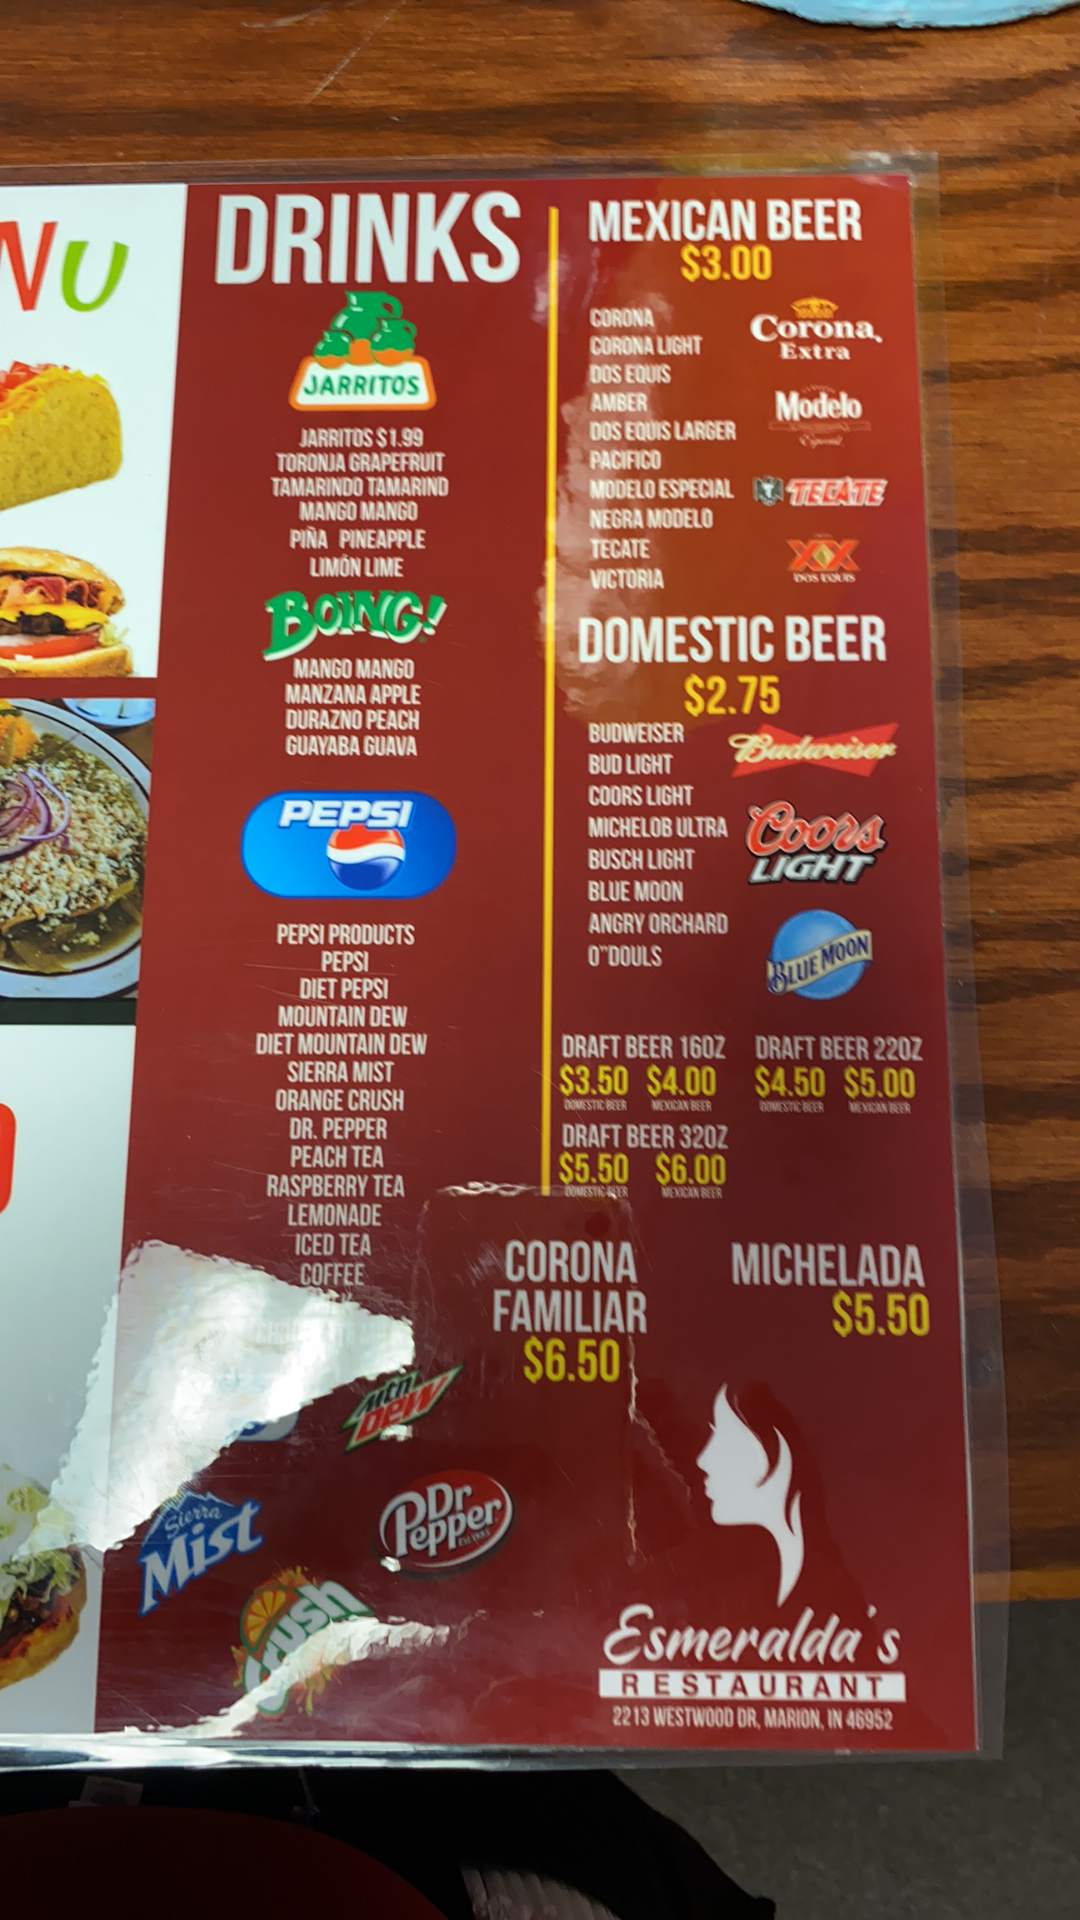 NU
DRINKS
JARRITOS
JARRITOS $1.99
TORONJA GRAPEFRUIT
TAMARINDO TAMARIND
MANGO MANGO
PIÑA PINEAPPLE
LIMÓN LIME
BOING!
MANGO MANGO
MANZANA APPLE
DURAZNO PEACH
GUAYABA GUAVA
PEPSI
PEPSI PRODUCTS
PEPSI
DIET PEPSI
MOUNTAIN DEW
DIET MOUNTAIN DEW
SIERRA MIST
ORANGE CRUSH
DR. PEPPER
PEACH TEA
RASPBERRY TEA
LEMONADE
ICED TEA
COFFEE
Mtn
Dew
Sierra
Mist
Dr
Pepper
Crush
MEXICAN BEER
$3.00
CORONA
CORONA LIGHT
DOS EQUIS
AMBER
DOS EQUIS LARGER
PACIFICO
MODELO ESPECIAL
NEGRA MODELO
TECATE
VICTORIA
Corona
Extra
Modelo
Especial
TECATE
XX
DOS EQUIS
DOMESTIC BEER
$2.75
BUDWEISER
BUD LIGHT
COORS LIGHT
MICHELOB ULTRA
BUSCH LIGHT
BLUE MOON
ANGRY ORCHARD
O"DOULS
Budweiser
Coors
LIGHT
BLUE MOON
DRAFT BEER 16OZ
$3.50 $4.00
DOMESTIC BEER MEXICAN BEER
DRAFT BEER 22OZ
$4.50 $5.00
DOMESTIC BEER MEXICAN BEER
DRAFT BEER 32OZ
$5.50 $6.00
DOMESTIC BEER MEXICAN BEER
CORONA
FAMILIAR
$6.50
MICHELADA
$5.50
Esmeralda's
RESTAURANT
2213 WESTWOOD DR, MARION, IN 46952